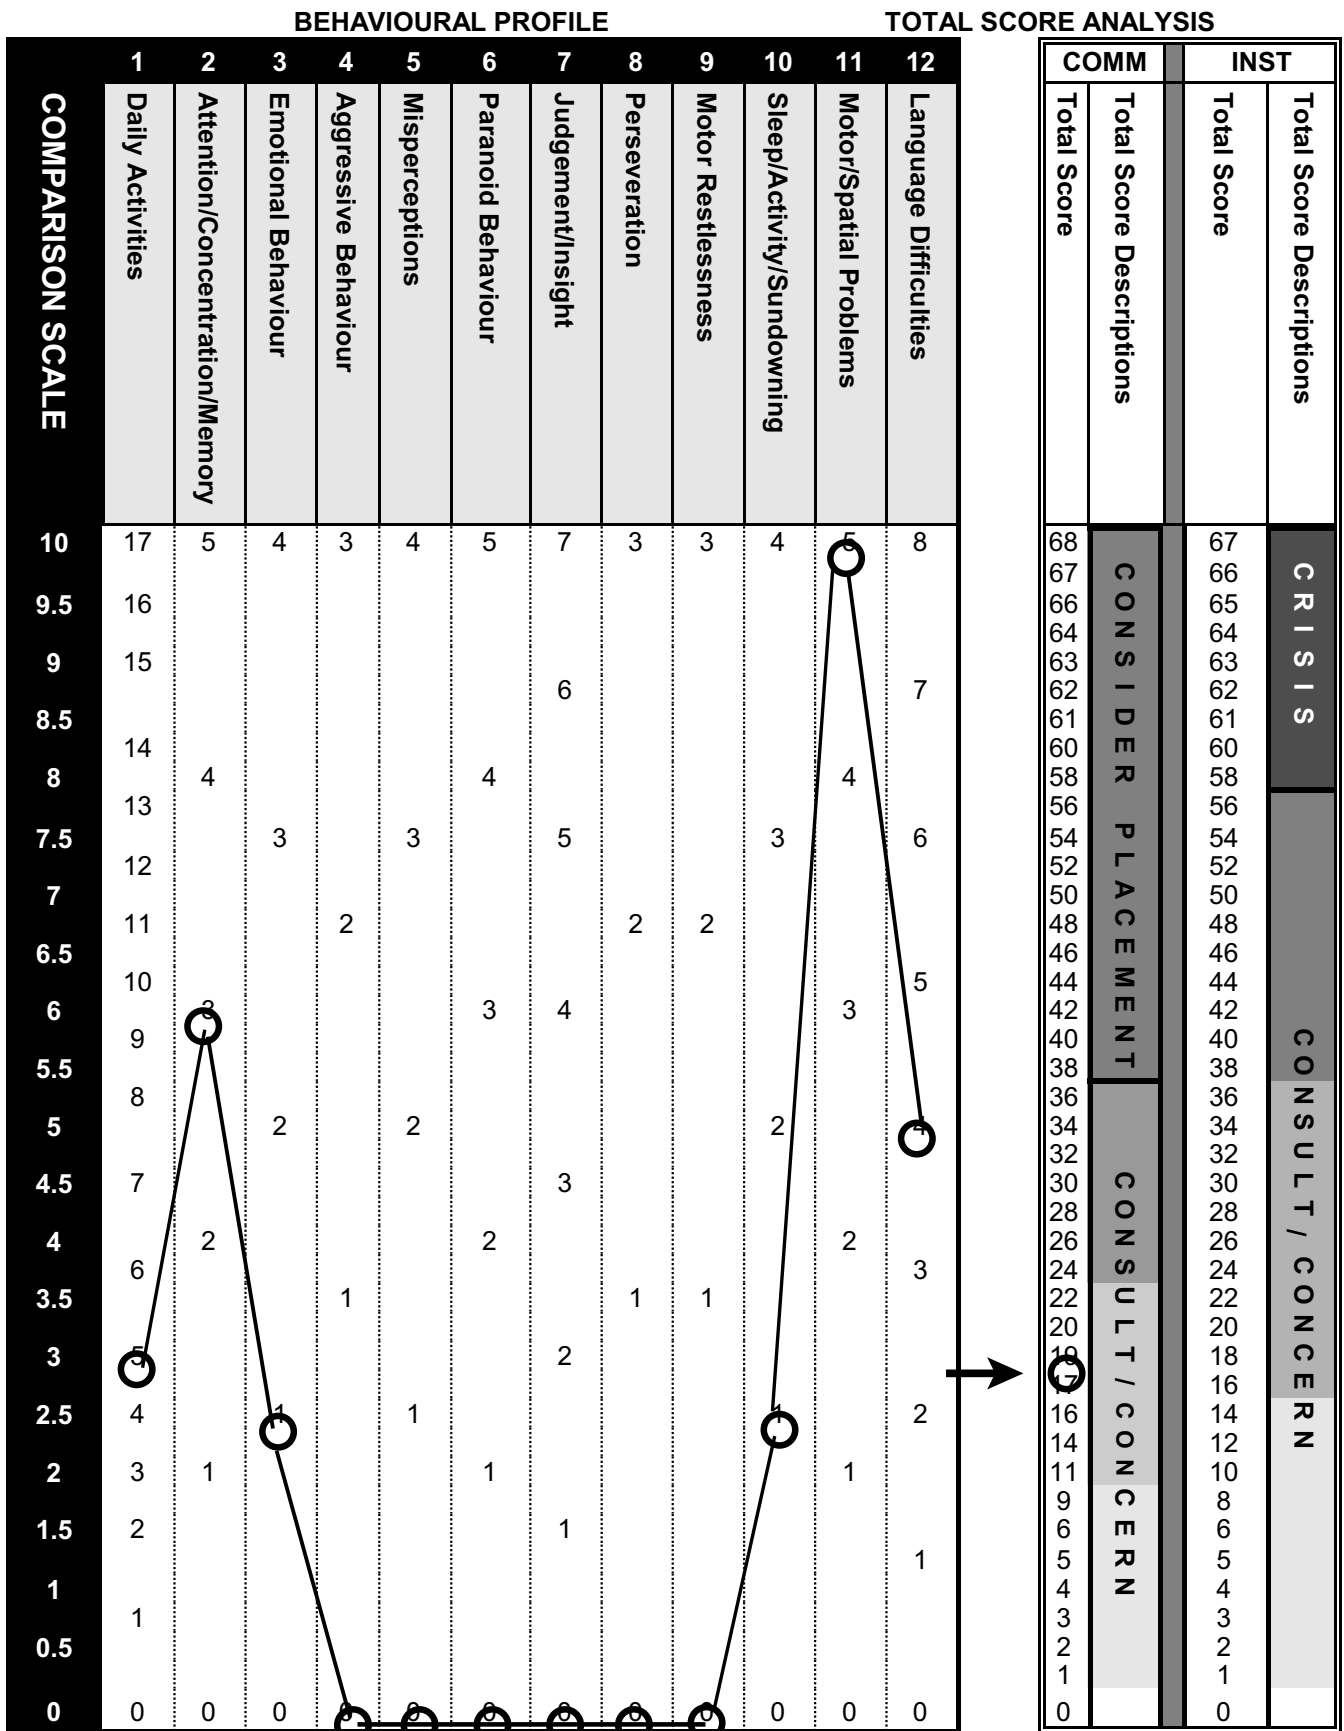 BEHAVIOURAL PROFILE
TOTAL SCORE ANALYSIS
1 2 3 4 5 6 7 8 9 10 11 12
COMM INST
COMPARISON SCALE
Daily Activities
Attention/Concentration/Memory
Emotional Behaviour
Aggressive Behaviour
Misperceptions
Paranoid Behaviour
Judgement/Insight
Perseveration
Motor Restlessness
Sleep/Activity/Sundowning
Motor/Spatial Problems
Language Difficulties
Total Score
Total Score Descriptions
Total Score
Total Score Descriptions
10 17 5 4 3 4 5 7 3 3 4 5 8 68 67
67 66
9.5 16 66 65
64 64
9 15 63 63
6 7 62 62
8.5 61 61
14 60 60
8 4 4 4 58 58
13 56 56
7.5 3 3 5 3 6 54 54
12 52 52
7 50 50
11 2 2 2 48 48
6.5 46 46
10 5 44 44
6 3 3 4 3 42 42
9 40 40
5.5 38 38
8 36 36
5 2 2 2 4 34 34
32 32
4.5 7 3 30 30
28 28
4 2 2 2 26 26
6 3 24 24
3.5 1 1 1 22 22
20 20
3 5 2 19 18
17 16
2.5 4 1 1 1 2 16 14
14 12
2 3 1 1 1 11 10
9 8
1.5 2 1 6 6
1 5 5
1 4 4
1 3 3
0.5 2 2
1 1
0 0 0 0 0 0 0 0 0 0 0 0 0 0 0
CONSIDER PLACEMENT
CONSULT/CONCERN
CRISIS
CONSULT/CONCERN